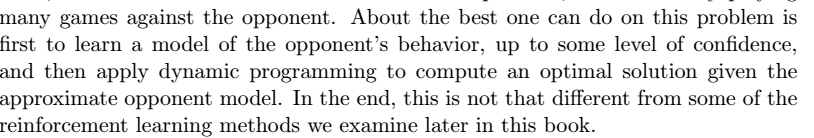 many games against the opponent. About the best one can do on this problem is
first to learn a model of the opponent's behavior, up to some level of confidence,
and then apply dynamic programming to compute an optimal solution given the
approximate opponent model. In the end, this is not that different from some of the
reinforcement learning methods we examine later in this book.